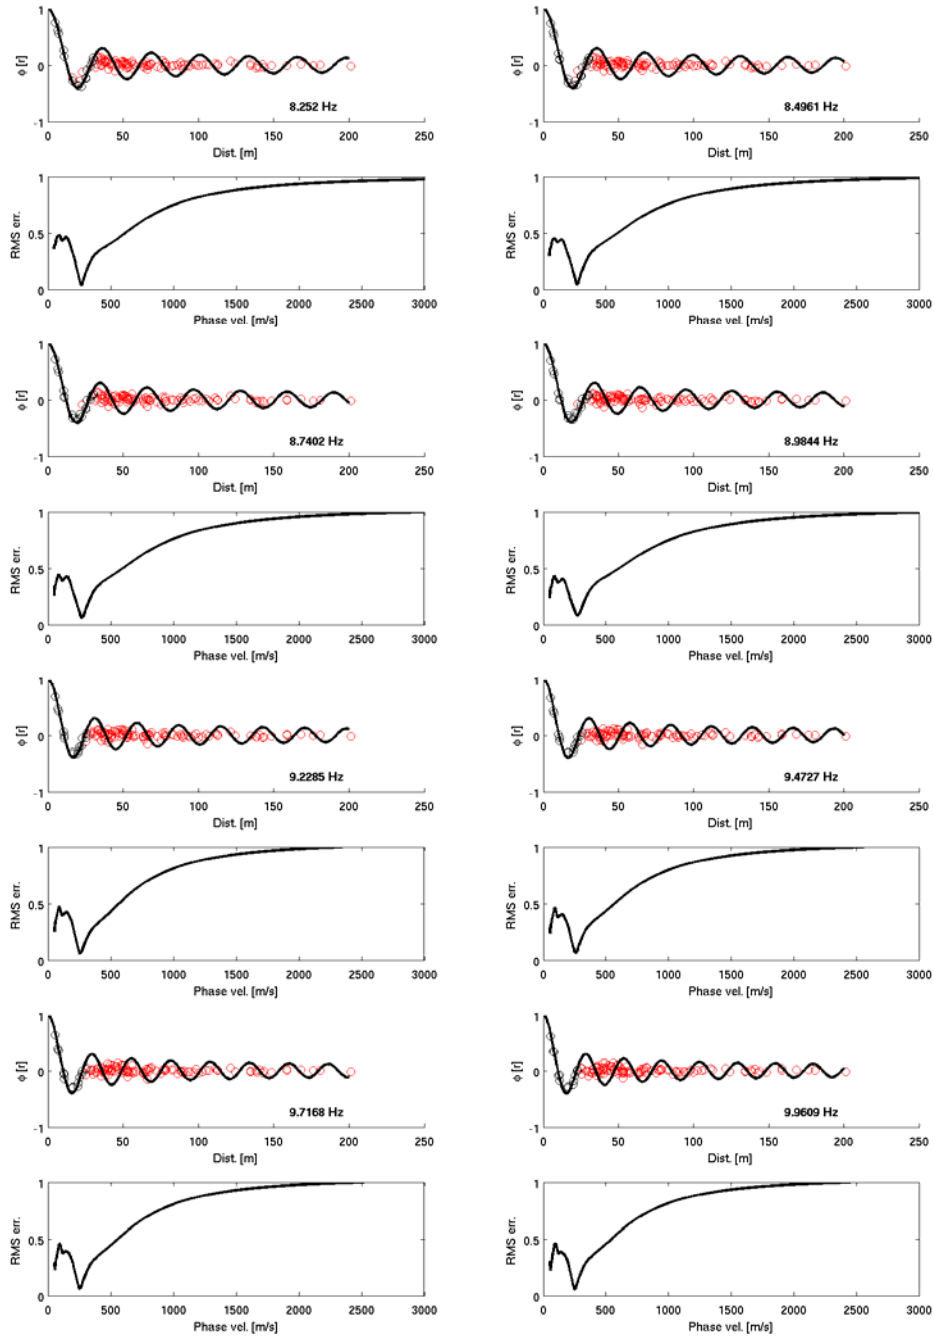 1
0
-1
ϕ [r]
8.252 Hz
0 50 100 150 200 250
Dist. [m]
1
0
-1
ϕ [r]
8.4961 Hz
0 50 100 150 200 250
Dist. [m]
1
0.5
0
RMS err.
0 500 1000 1500 2000 2500 3000
Phase vel. [m/s]
1
0.5
0
RMS err.
0 500 1000 1500 2000 2500 3000
Phase vel. [m/s]
1
0
-1
ϕ [r]
8.7402 Hz
0 50 100 150 200 250
Dist. [m]
1
0
-1
ϕ [r]
8.9844 Hz
0 50 100 150 200 250
Dist. [m]
1
0.5
0
RMS err.
0 500 1000 1500 2000 2500 3000
Phase vel. [m/s]
1
0.5
0
RMS err.
0 500 1000 1500 2000 2500 3000
Phase vel. [m/s]
1
0
-1
ϕ [r]
9.2285 Hz
0 50 100 150 200 250
Dist. [m]
1
0
-1
ϕ [r]
9.4727 Hz
0 50 100 150 200 250
Dist. [m]
1
0.5
0
RMS err.
0 500 1000 1500 2000 2500 3000
Phase vel. [m/s]
1
0.5
0
RMS err.
0 500 1000 1500 2000 2500 3000
Phase vel. [m/s]
1
0
-1
ϕ [r]
9.7168 Hz
0 50 100 150 200 250
Dist. [m]
1
0
-1
ϕ [r]
9.9609 Hz
0 50 100 150 200 250
Dist. [m]
1
0.5
0
RMS err.
0 500 1000 1500 2000 2500 3000
Phase vel. [m/s]
1
0.5
0
RMS err.
0 500 1000 1500 2000 2500 3000
Phase vel. [m/s]